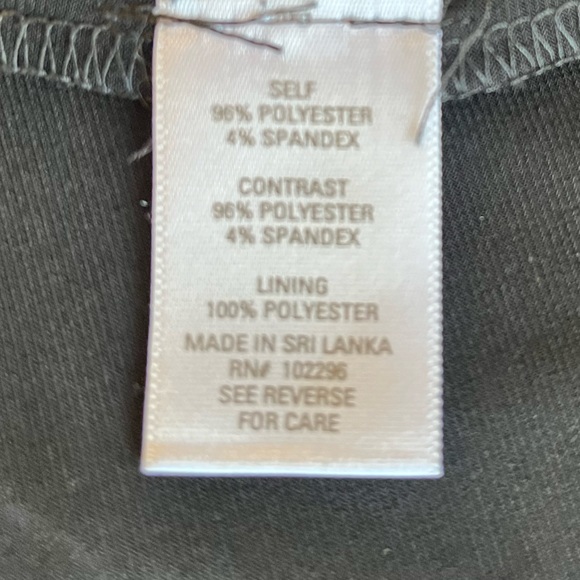 SELF
96% POLYESTER
4% SPANDEX
CONTRAST
96% POLYESTER
4% SPANDEX
LINING
100% POLYESTER
MADE IN SRI LANKA
RN# 102296
SEE REVERSE
FOR CARE